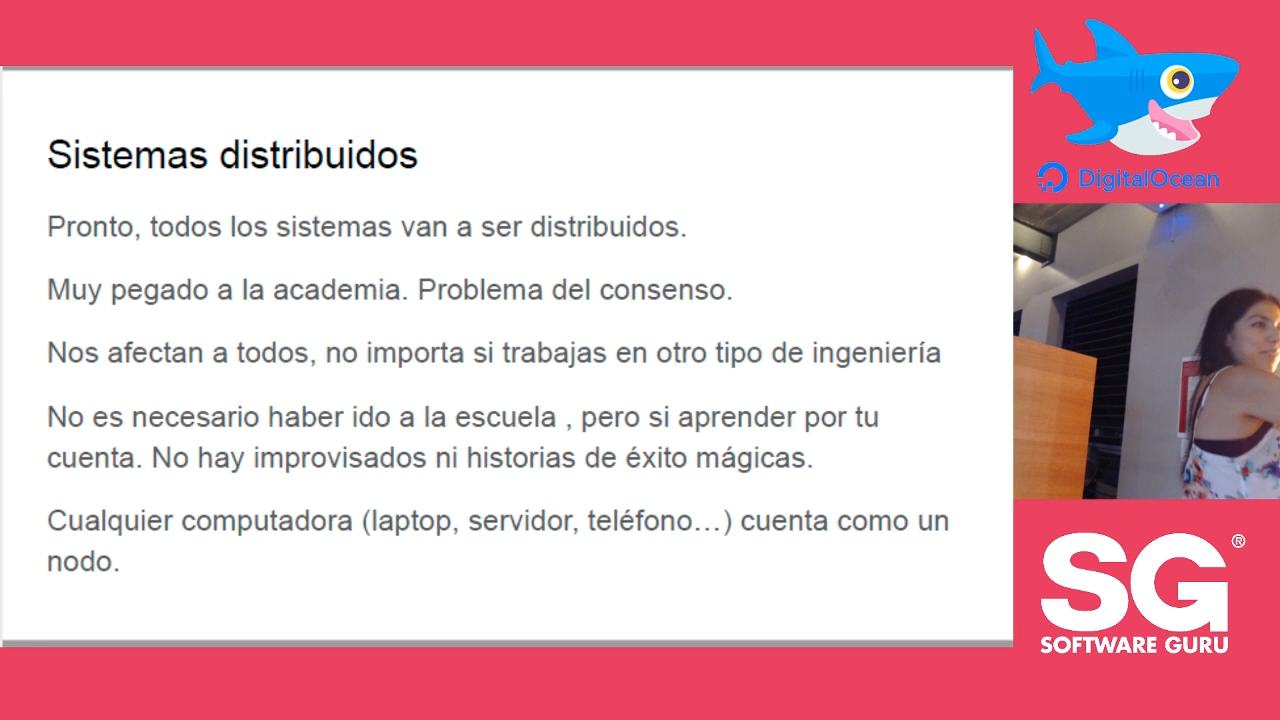 Sistemas distribuidos
Pronto, todos los sistemas van a ser distribuidos.
Muy pegado a la academia. Problema del consenso.
Nos afectan a todos, no importa si trabajas en otro tipo de ingeniería
No es necesario haber ido a la escuela , pero si aprender por tu
cuenta. No hay improvisados ni historias de éxito mágicas.
Cualquier computadora (laptop, servidor, teléfono…) cuenta como un
nodo.
DigitalOcean
SG®
SOFTWARE GURU